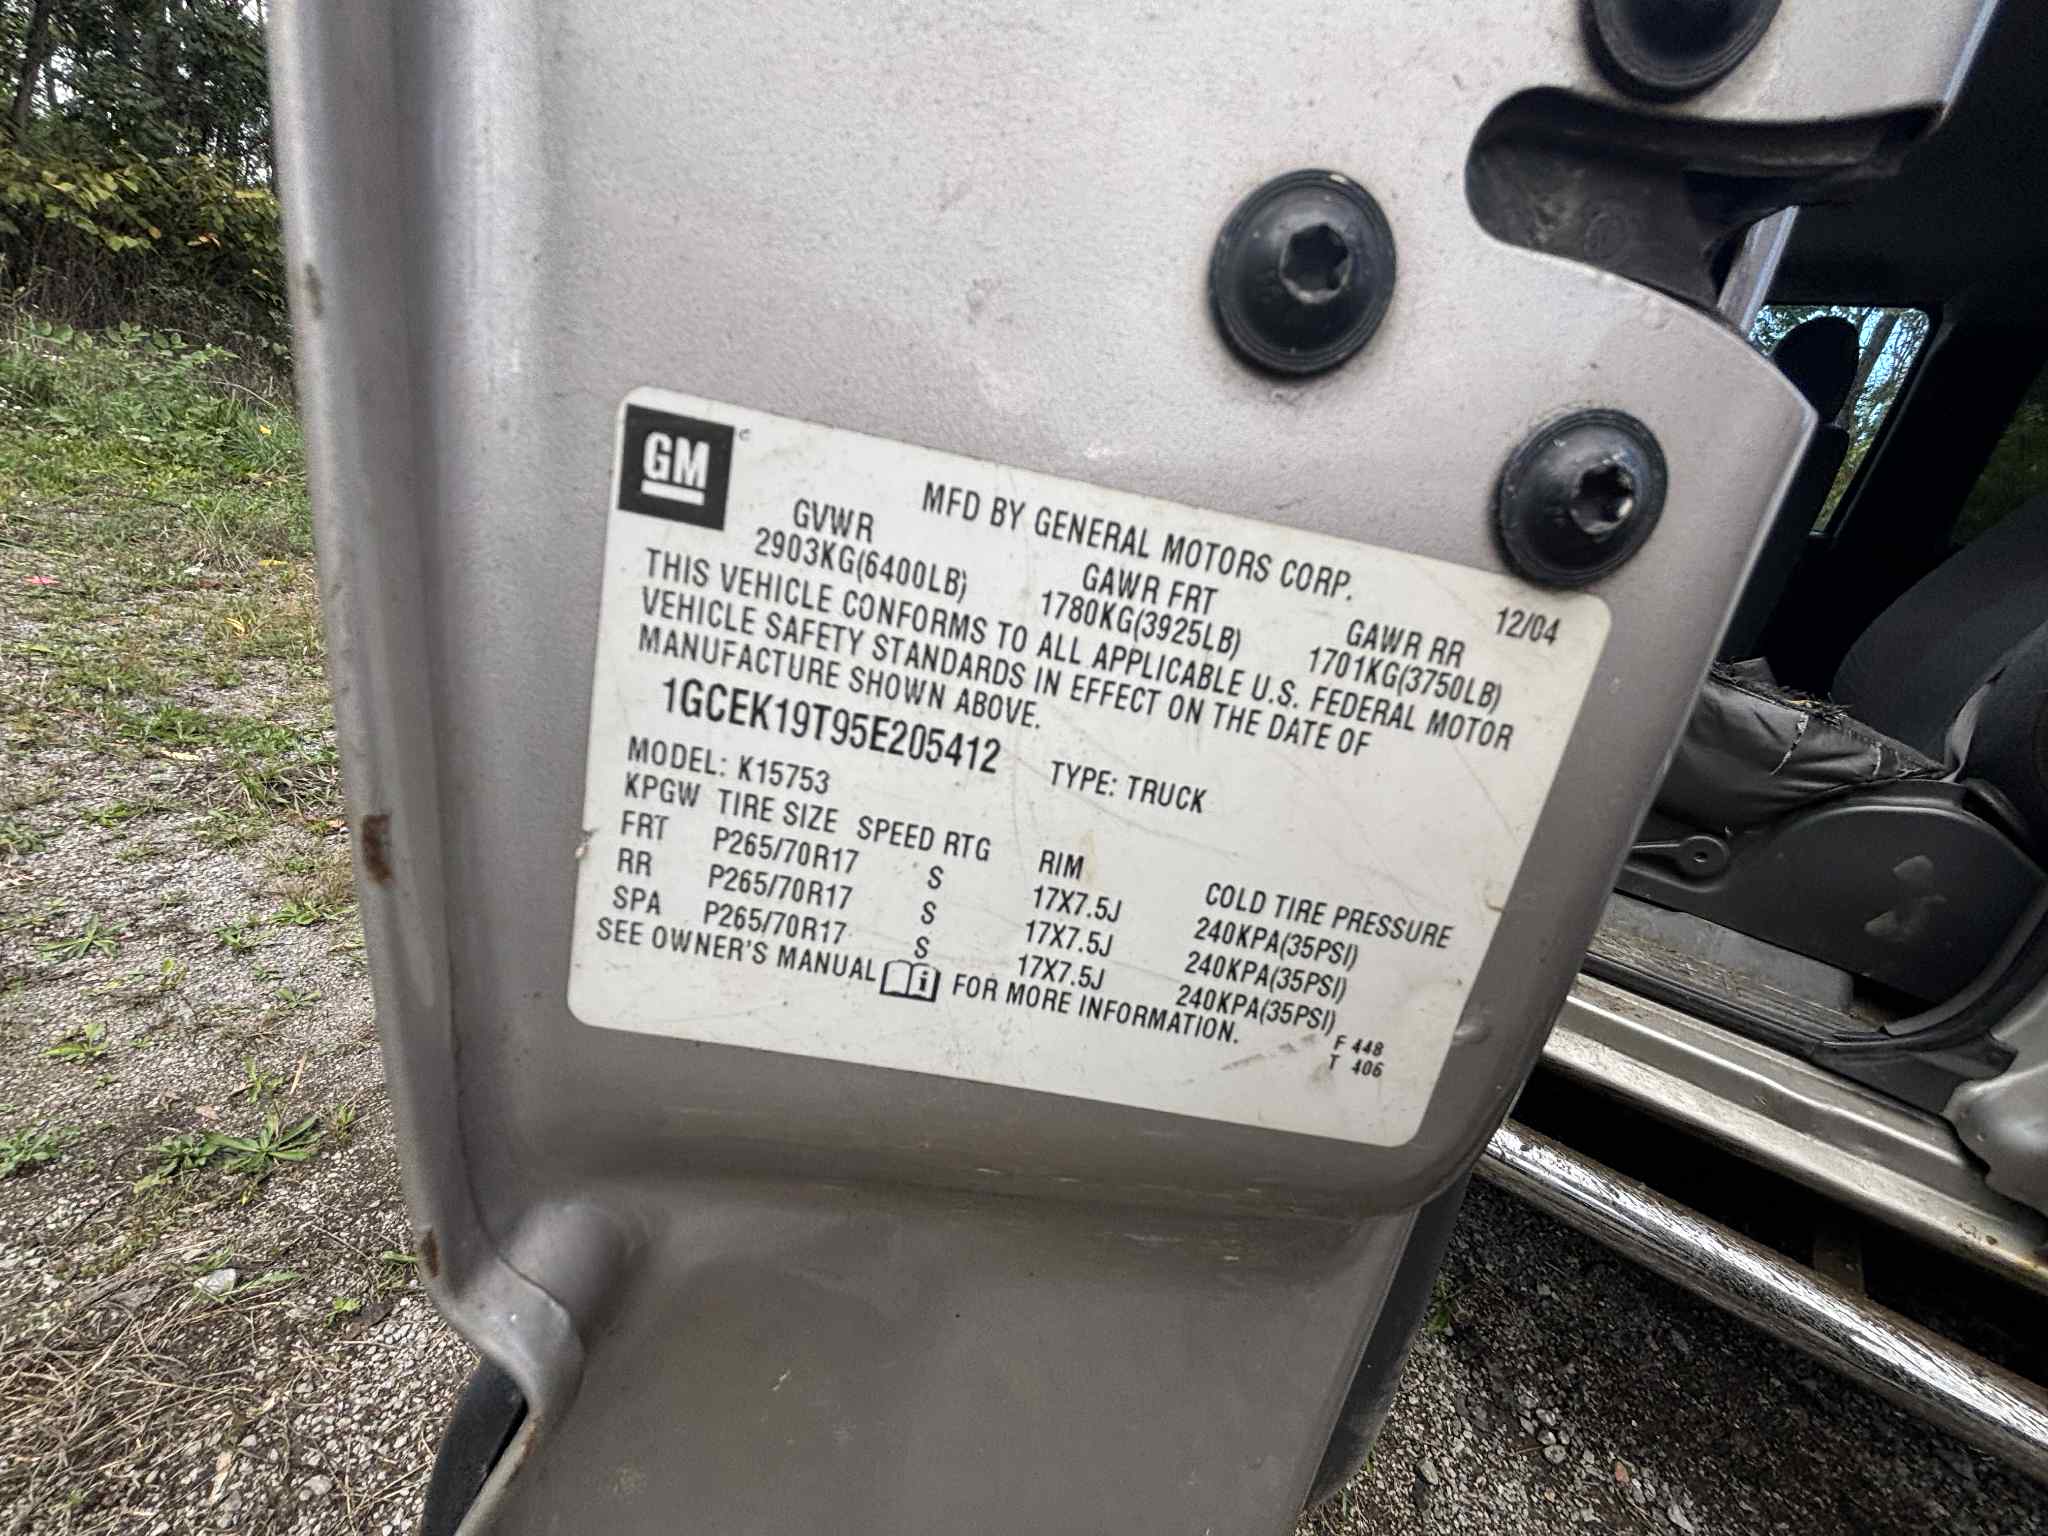 GM
MFD BY GENERAL MOTORS CORP. 12/04
GVWR GAWR FRT GAWR RR
2903KG(6400LB) 1780KG(3925LB) 1701KG(3750LB)
THIS VEHICLE CONFORMS TO ALL APPLICABLE U.S. FEDERAL MOTOR
VEHICLE SAFETY STANDARDS IN EFFECT ON THE DATE OF
MANUFACTURE SHOWN ABOVE.
1GCEK19T95E205412 TYPE: TRUCK
MODEL: K15753
KPGW TIRE SIZE SPEED RTG RIM COLD TIRE PRESSURE
FRT P265/70R17 S 17X7.5J 240KPA(35PSI)
RR P265/70R17 S 17X7.5J 240KPA(35PSI)
SPA P265/70R17 S 17X7.5J 240KPA(35PSI)
SEE OWNER'S MANUAL i FOR MORE INFORMATION.
F 448
T 406